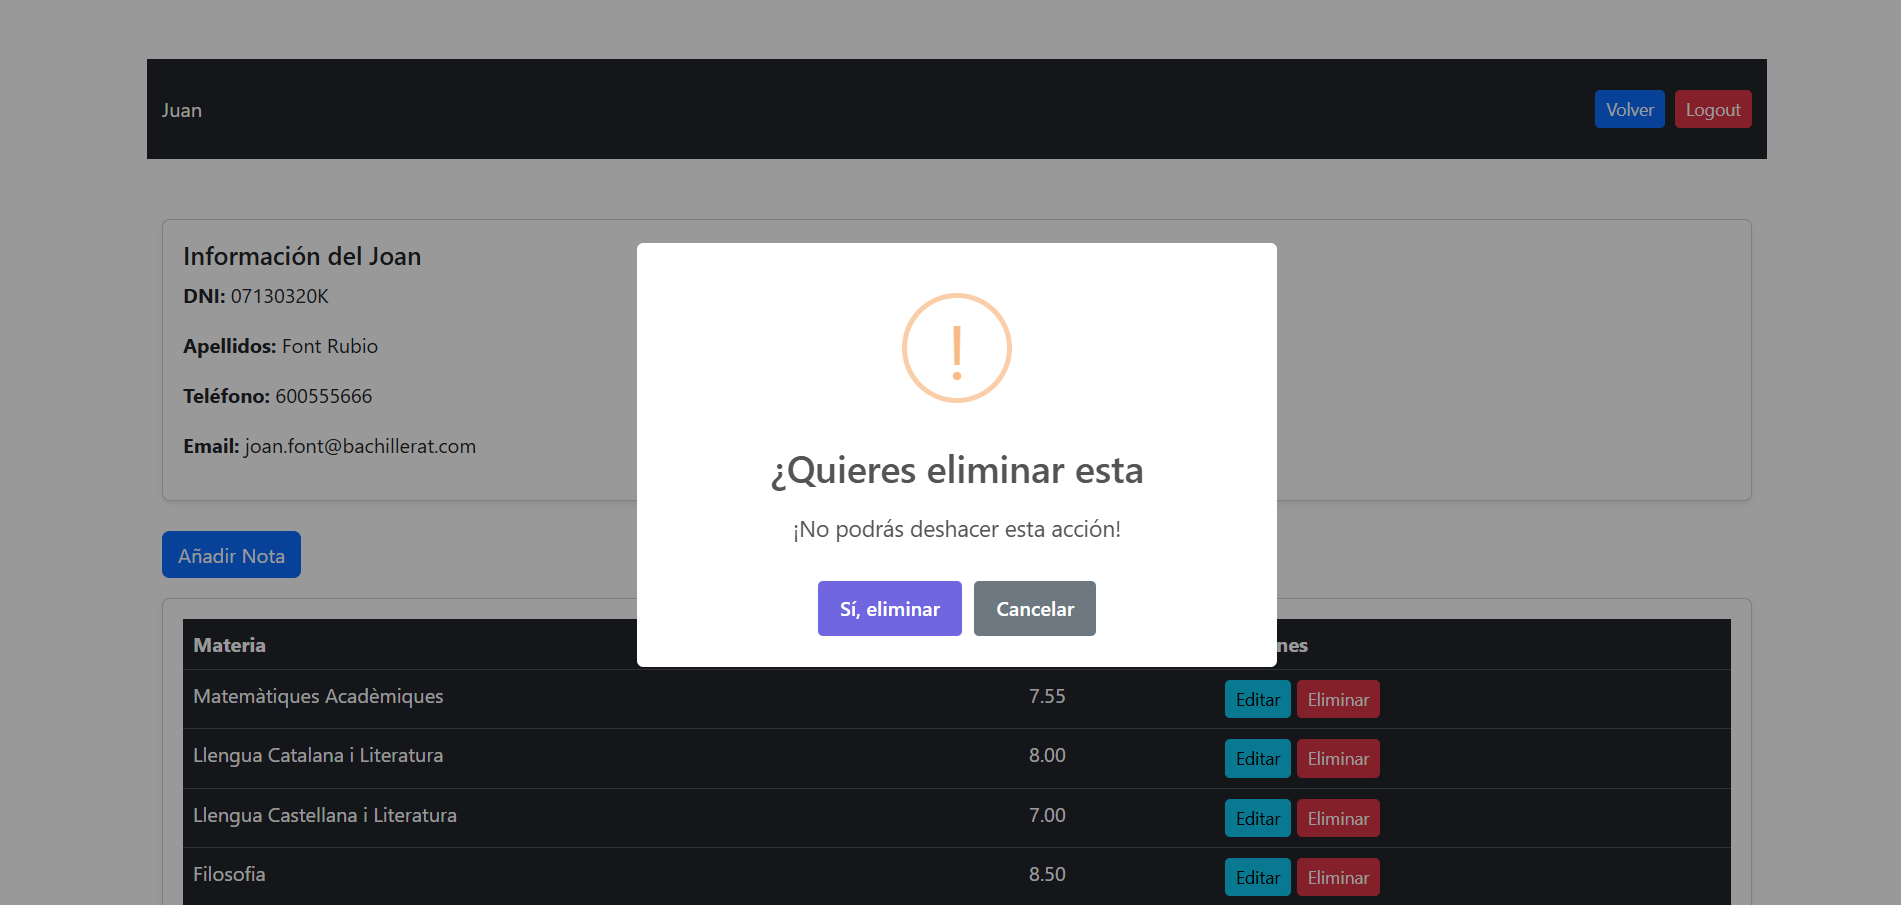 Juan
Volver
Logout
Información del Joan
DNI: 07130320K
Apellidos: Font Rubio
Teléfono: 600555666
Email: joan.font@bachillerat.com
!
¿Quieres eliminar esta
¡No podrás deshacer esta acción!
Sí, eliminar
Cancelar
Añadir Nota
Materia
nes
Matemàtiques Acadèmiques 7.55 Editar Eliminar
Llengua Catalana i Literatura 8.00 Editar Eliminar
Llengua Castellana i Literatura 7.00 Editar Eliminar
Filosofia 8.50 Editar Eliminar